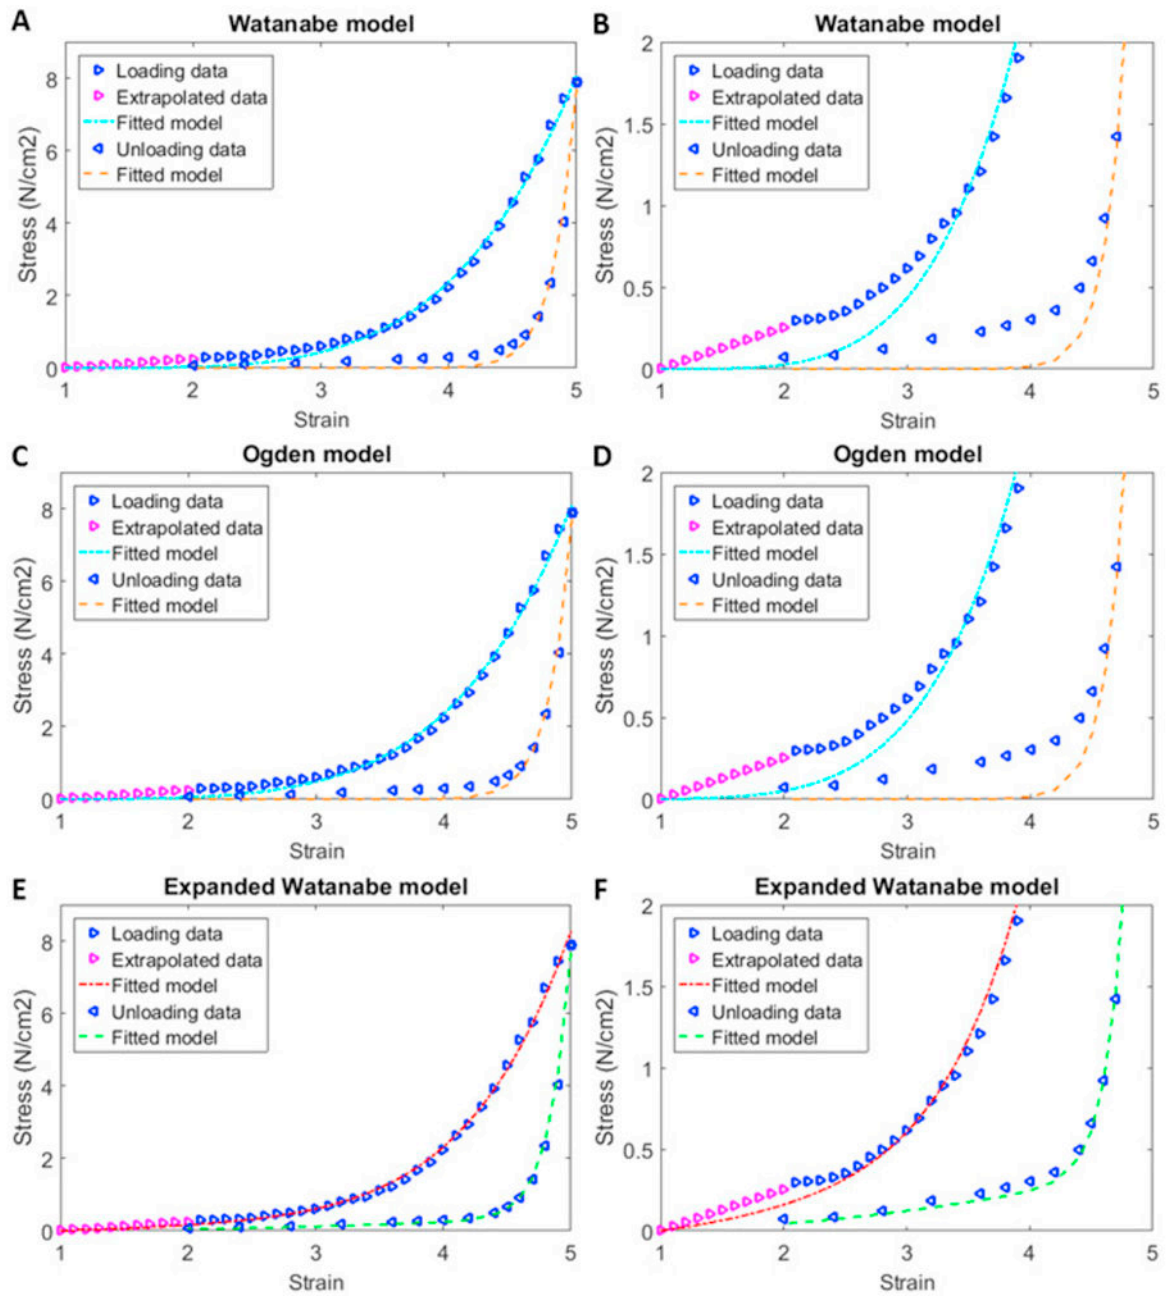 A
Watanabe model
Loading data
Extrapolated data
Fitted model
Unloading data
Fitted model
Stress (N/cm2)
8
6
4
2
0
1
2
3
4
5
Strain
B
Watanabe model
Loading data
Extrapolated data
Fitted model
Unloading data
Fitted model
Stress (N/cm2)
2
1.5
1
0.5
0
1
2
3
4
5
Strain
C
Ogden model
Loading data
Extrapolated data
Fitted model
Unloading data
Fitted model
Stress (N/cm2)
8
6
4
2
0
1
2
3
4
5
Strain
D
Ogden model
Loading data
Extrapolated data
Fitted model
Unloading data
Fitted model
Stress (N/cm2)
2
1.5
1
0.5
0
1
2
3
4
5
Strain
E
Expanded Watanabe model
Loading data
Extrapolated data
Fitted model
Unloading data
Fitted model
Stress (N/cm2)
8
6
4
2
0
1
2
3
4
5
Strain
F
Expanded Watanabe model
Loading data
Extrapolated data
Fitted model
Unloading data
Fitted model
Stress (N/cm2)
2
1.5
1
0.5
0
1
2
3
4
5
Strain